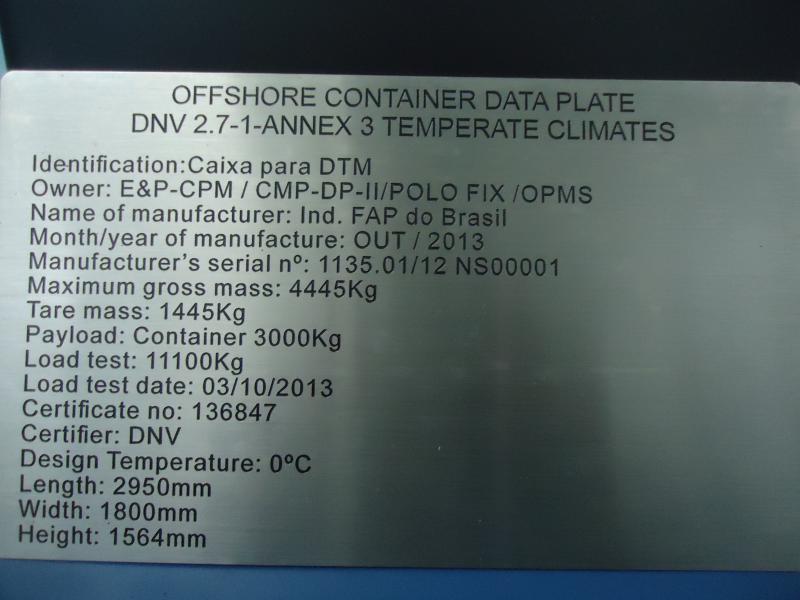 OFFSHORE CONTAINER DATA PLATE
DNV 2.7-1-ANNEX 3 TEMPERATE CLIMATES
Identification:Caixa para DTM
Owner: E&P-CPM / CMP-DP-II/POLO FIX /OPMS
Name of manufacturer: Ind. FAP do Brasil
Month/year of manufacture: OUT / 2013
Manufacturer's serial nº: 1135.01/12 NS00001
Maximum gross mass: 4445Kg
Tare mass: 1445Kg
Payload: Container 3000Kg
Load test: 11100Kg
Load test date: 03/10/2013
Certificate no: 136847
Certifier: DNV
Design Temperature: 0ºC
Length: 2950mm
Width: 1800mm
Height: 1564mm